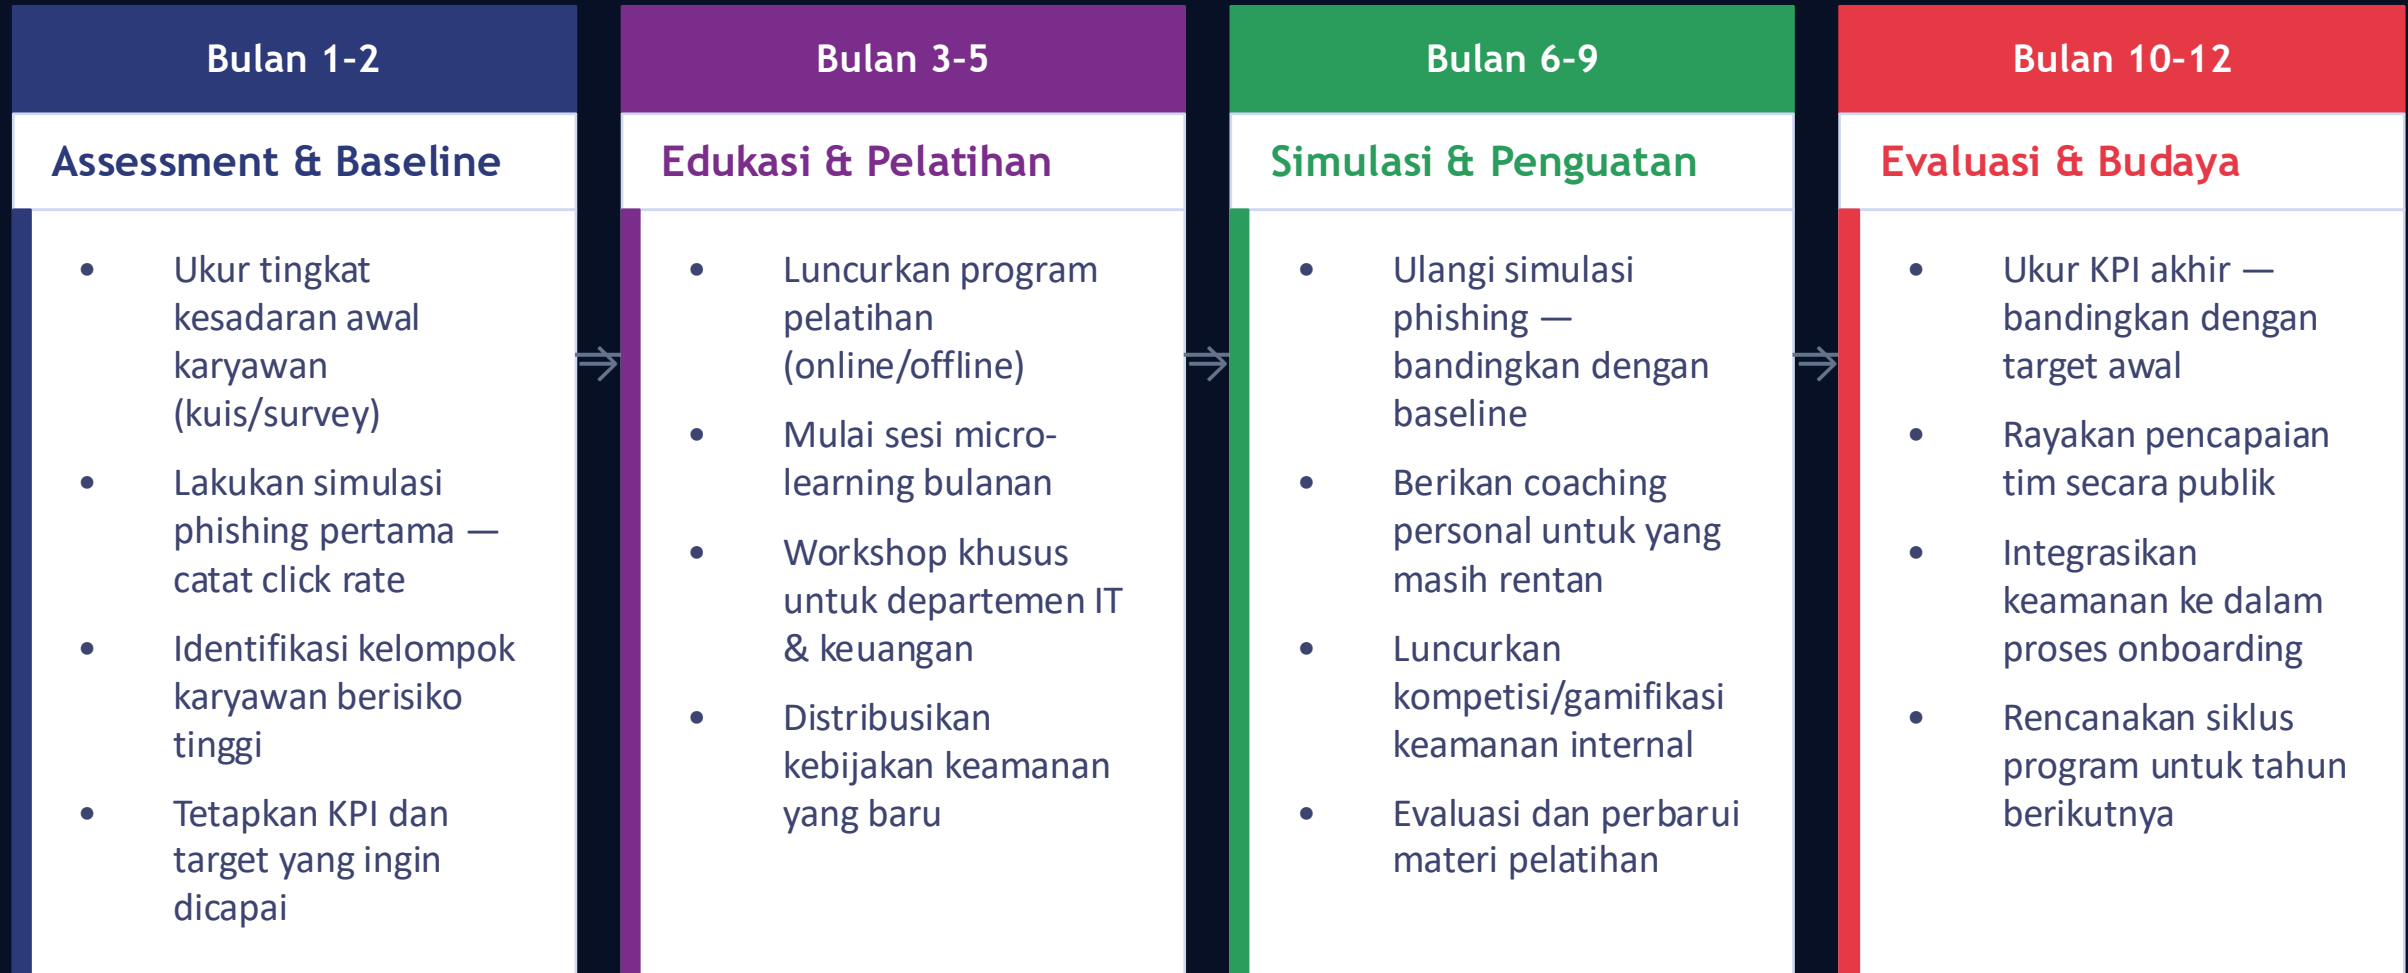 Bulan 1-2
Assessment & Baseline
• Ukur tingkat
kesadaran awal
karyawan
(kuis/survey)
• Lakukan simulasi
phishing pertama —
catat click rate
• Identifikasi kelompok
karyawan berisiko
tinggi
• Tetapkan KPI dan
target yang ingin
dicapai
⇒
Bulan 3-5
Edukasi & Pelatihan
• Luncurkan program
pelatihan
(online/offline)
• Mulai sesi micro-
learning bulanan
• Workshop khusus
untuk departemen IT
& keuangan
• Distribusikan
kebijakan keamanan
yang baru
⇒
Bulan 6-9
Simulasi & Penguatan
• Ulangi simulasi
phishing —
bandingkan dengan
baseline
• Berikan coaching
personal untuk yang
masih rentan
• Luncurkan
kompetisi/gamifikasi
keamanan internal
• Evaluasi dan perbarui
materi pelatihan
⇒
Bulan 10-12
Evaluasi & Budaya
• Ukur KPI akhir —
bandingkan dengan
target awal
• Rayakan pencapaian
tim secara publik
• Integrasikan
keamanan ke dalam
proses onboarding
• Rencanakan siklus
program untuk tahun
berikutnya